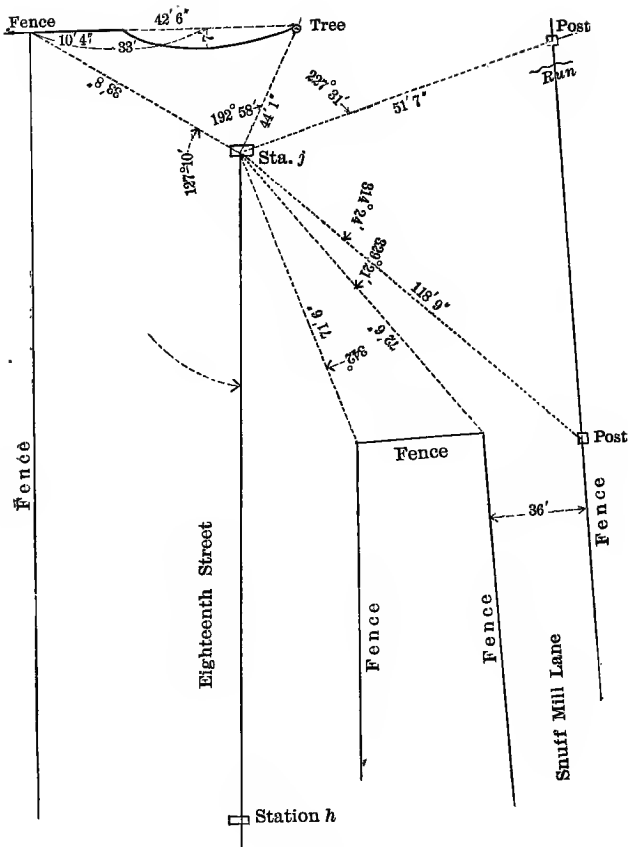 Fence
42' 6"
Tree
Post
10' 4"
33'
7'
Run
38' 8"
192° 58'
44' 1"
227° 31'
51' 7"
127° 10'
Sta. j
314° 24'
329° 21'
118' 9"
71' 6"
72' 6"
342°
Post
Fence
Fence
36'
Fence
Eighteenth Street
Fence
Fence
Snuff Mill Lane
Station h